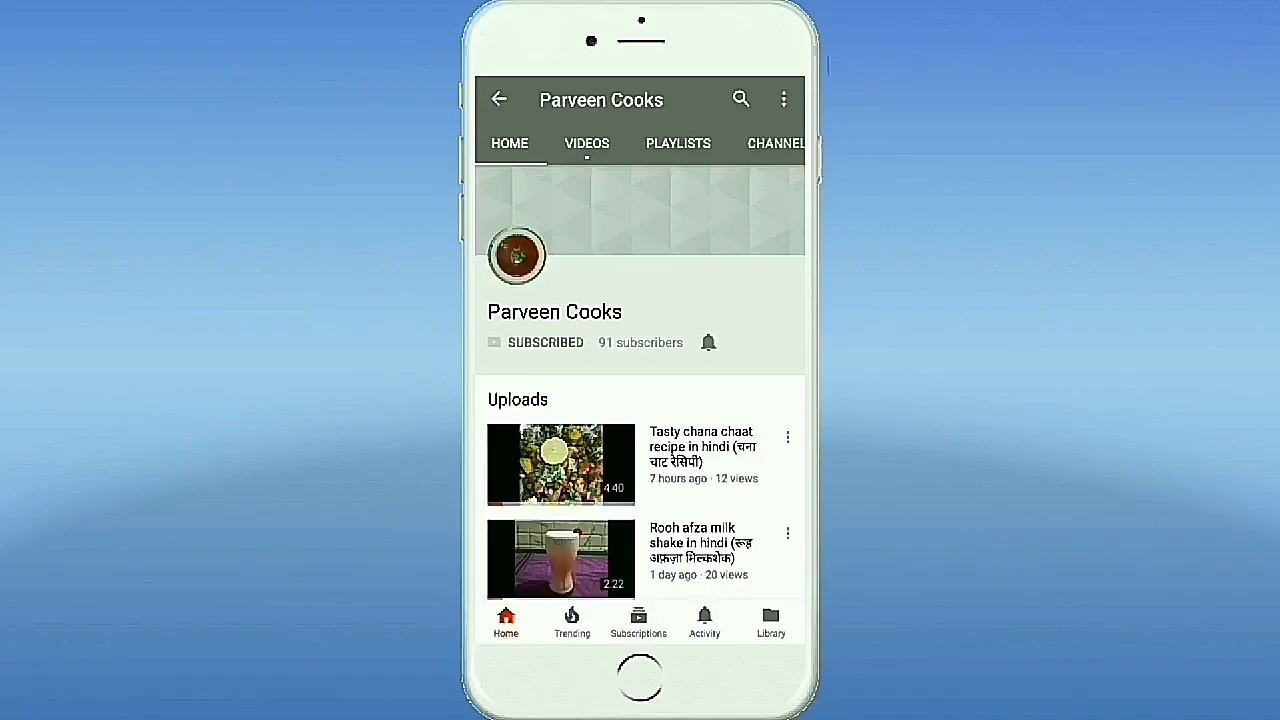 Parveen Cooks
HOME VIDEOS PLAYLISTS CHANNEL
Parveen Cooks
SUBSCRIBED 91 subscribers
Uploads
Tasty chana chaat
recipe in hindi (चना
चाट रेसिपी)
7 hours ago · 12 views
4:40
Rooh afza milk
shake in hindi (रूह
अफ़ज़ा मिल्कशेक)
1 day ago · 20 views
2:22
Home Trending Subscriptions Activity Library